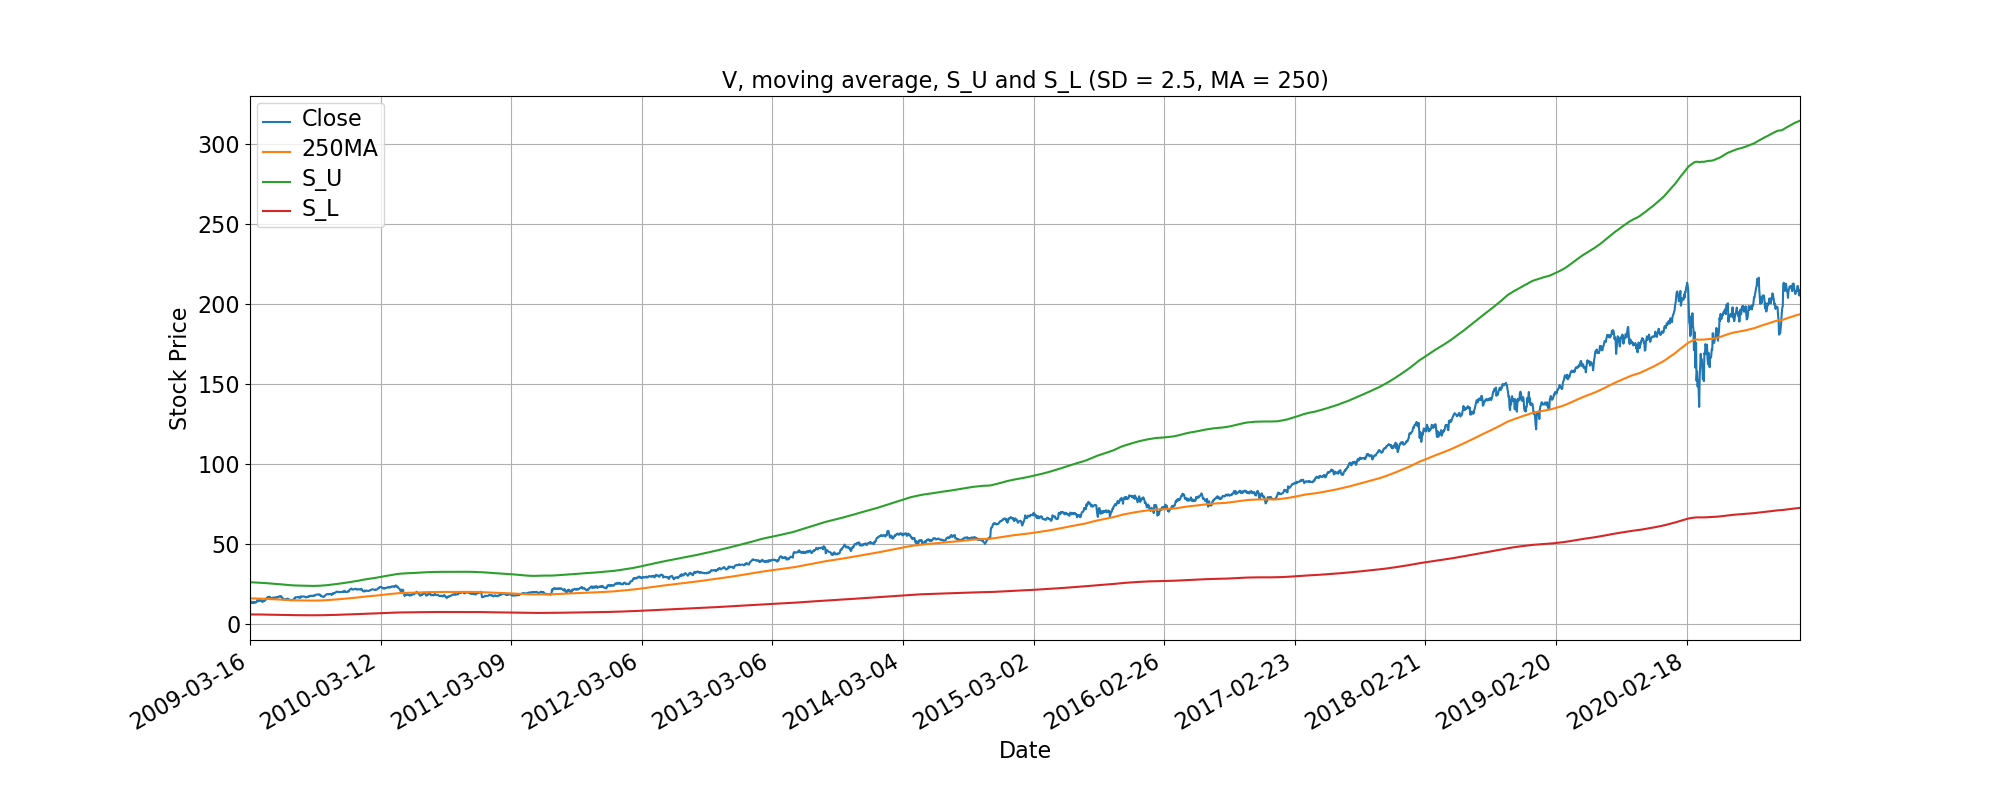 V, moving average, S_U and S_L (SD = 2.5, MA = 250)
Close
250MA
S_U
S_L
300
250
200
150
100
50
0
Stock Price
2009-03-16
2010-03-12
2011-03-09
2012-03-06
2013-03-06
2014-03-04
2015-03-02
2016-02-26
2017-02-23
2018-02-21
2019-02-20
2020-02-18
Date